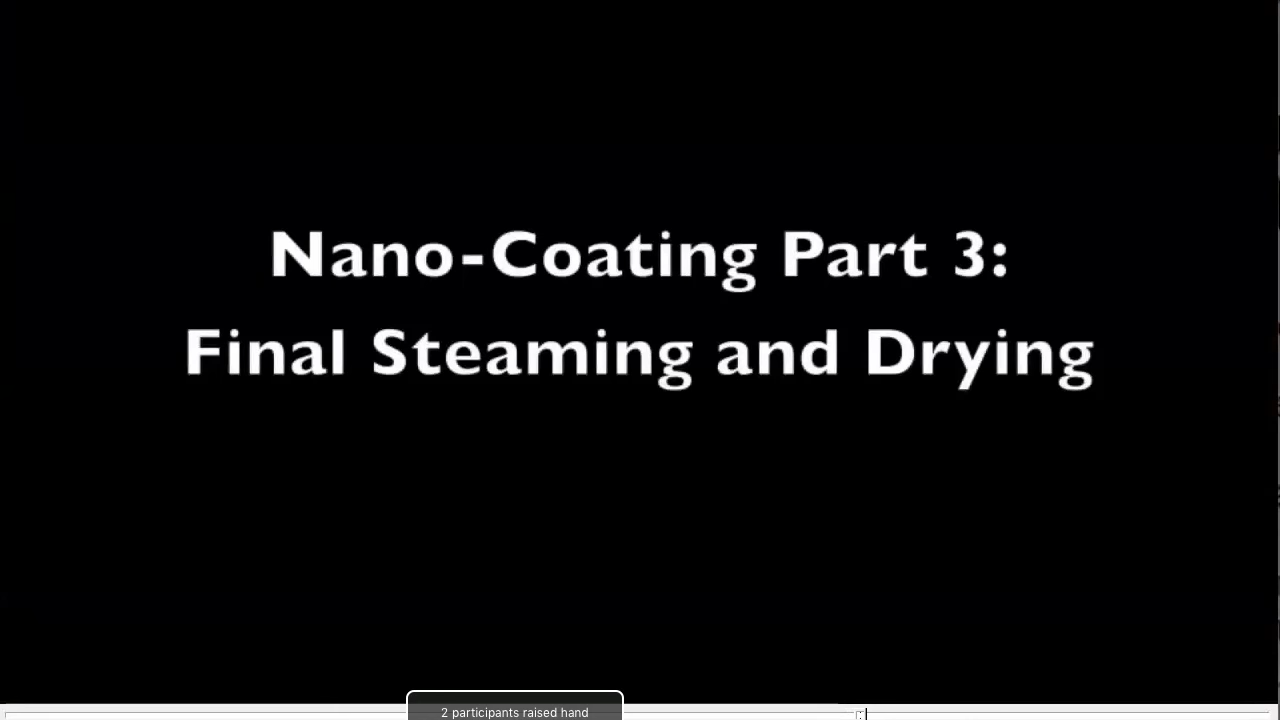 Nano-Coating Part 3:
Final Steaming and Drying
2 participants raised hand